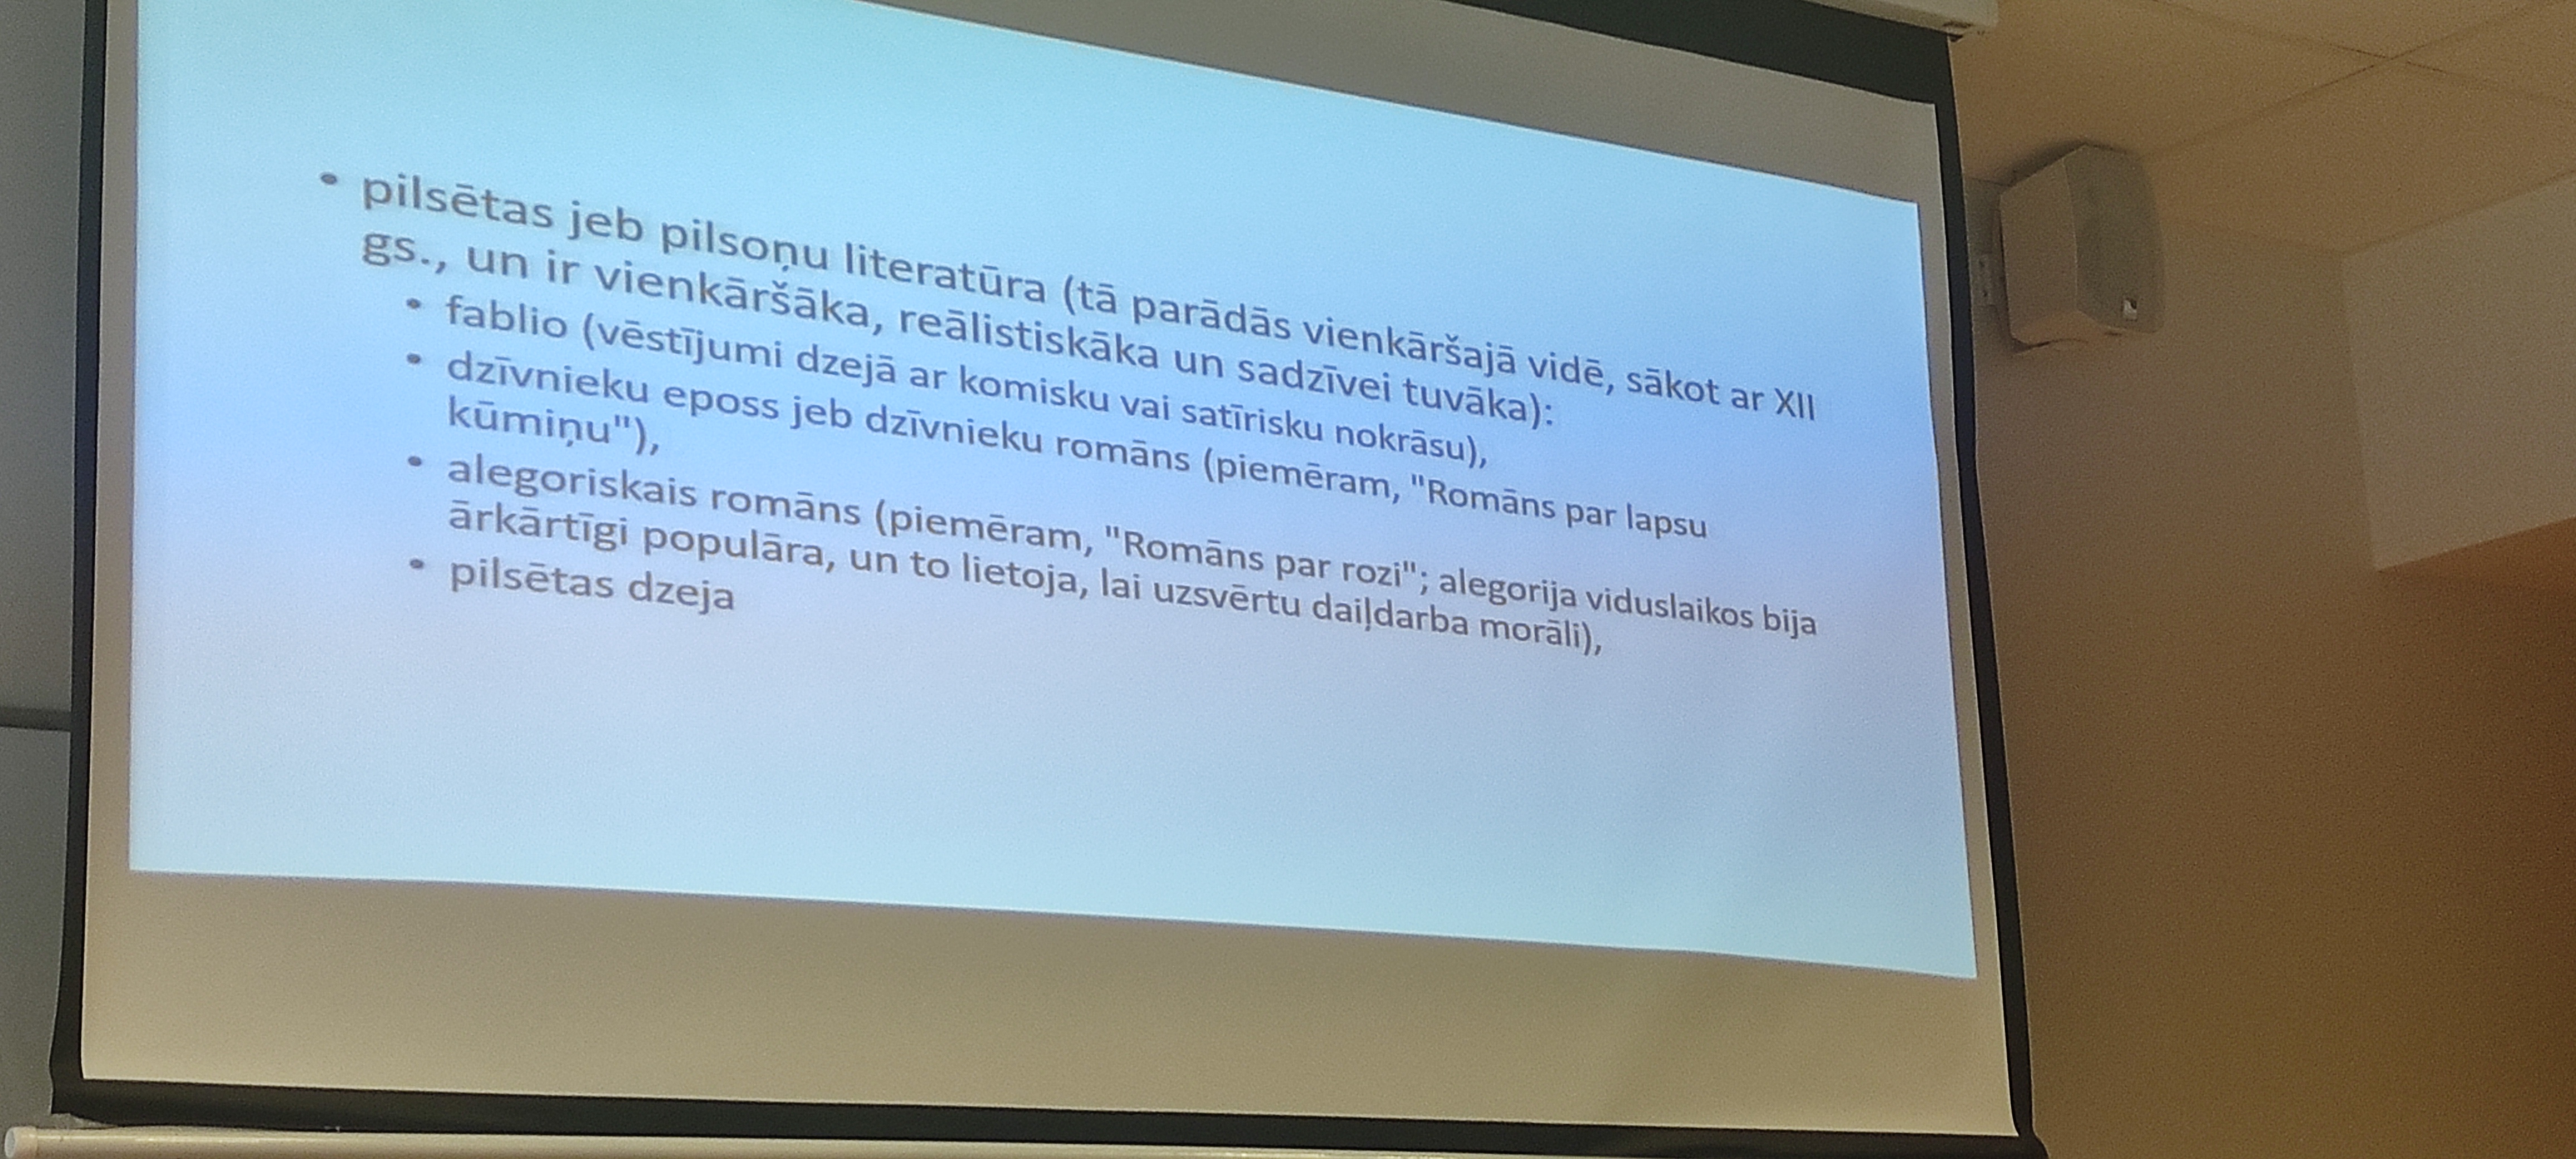 • pilsētas jeb pilsoņu literatūra (tā parādās vienkāršajā vidē, sākot ar XII
gs., un ir vienkāršāka, reālistiskāka un sadzīvei tuvāka):
• fablio (vēstījumi dzejā ar komisku vai satīrisku nokrāsu),
• dzīvnieku eposs jeb dzīvnieku romāns (piemēram, "Romāns par lapsu
kūmiņu"),
• alegoriskais romāns (piemēram, "Romāns par rozi"; alegorija viduslaikos bija
ārkārtīgi populāra, un to lietoja, lai uzsvērtu daiļdarba morāli),
• pilsētas dzeja